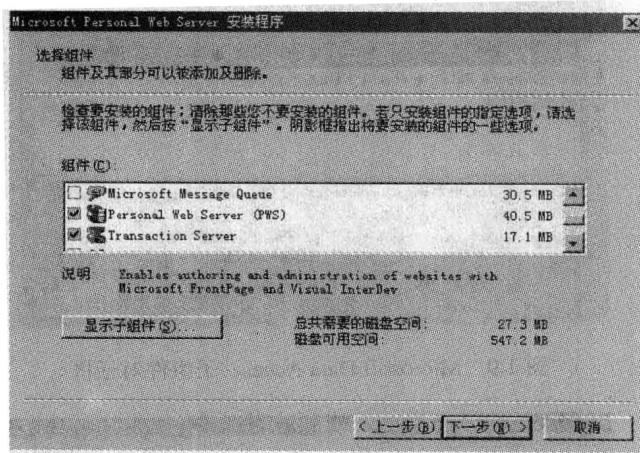 Microsoft Personal Web Server 安装程序
选择组件
组件及其部分可以被添加及删除。
检查要安装的组件;清除那些您不要安装的组件。若只安装组件的指定选项,请选
择该组件,然后按“显示子组件”。阴影框指出将要安装的组件的一些选项。
组件(C):
Microsoft Message Queue 30.5 MB
Personal Web Server (PWS) 40.5 MB
Transaction Server 17.1 MB
说明 Enables authoring and administration of websites with
Microsoft FrontPage and Visual InterDev
显示子组件(S)...
总共需要的磁盘空间: 27.3 MB
磁盘可用空间: 547.2 MB
< 上一步(B) 下一步(N) > 取消